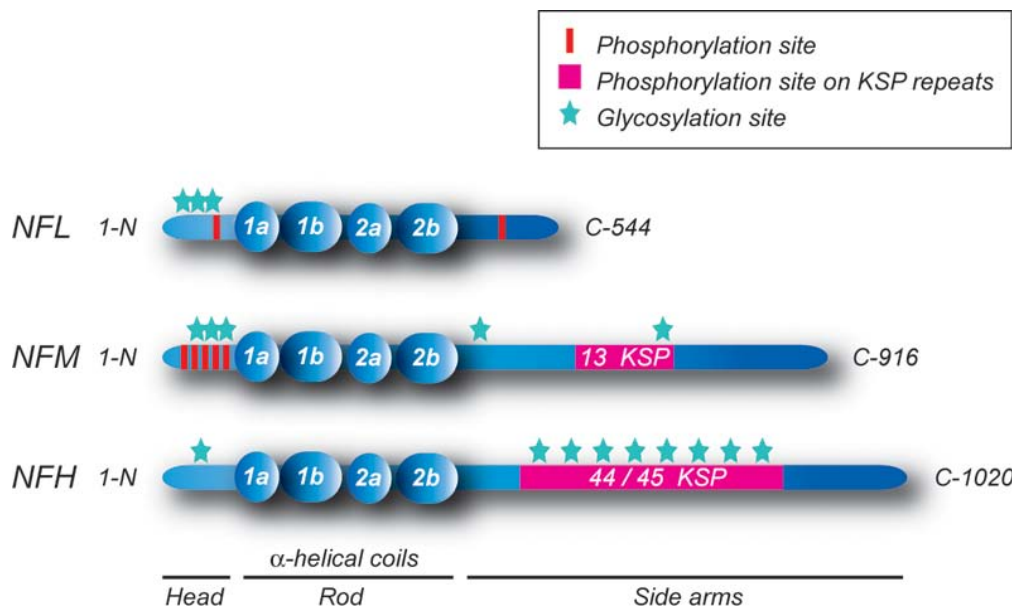 Phosphorylation site
Phosphorylation site on KSP repeats
Glycosylation site
NFL 1-N 1a 1b 2a 2b C-544
NFM 1-N 1a 1b 2a 2b 13 KSP C-916
NFH 1-N 1a 1b 2a 2b 44 / 45 KSP C-1020
α-helical coils
Head Rod Side arms